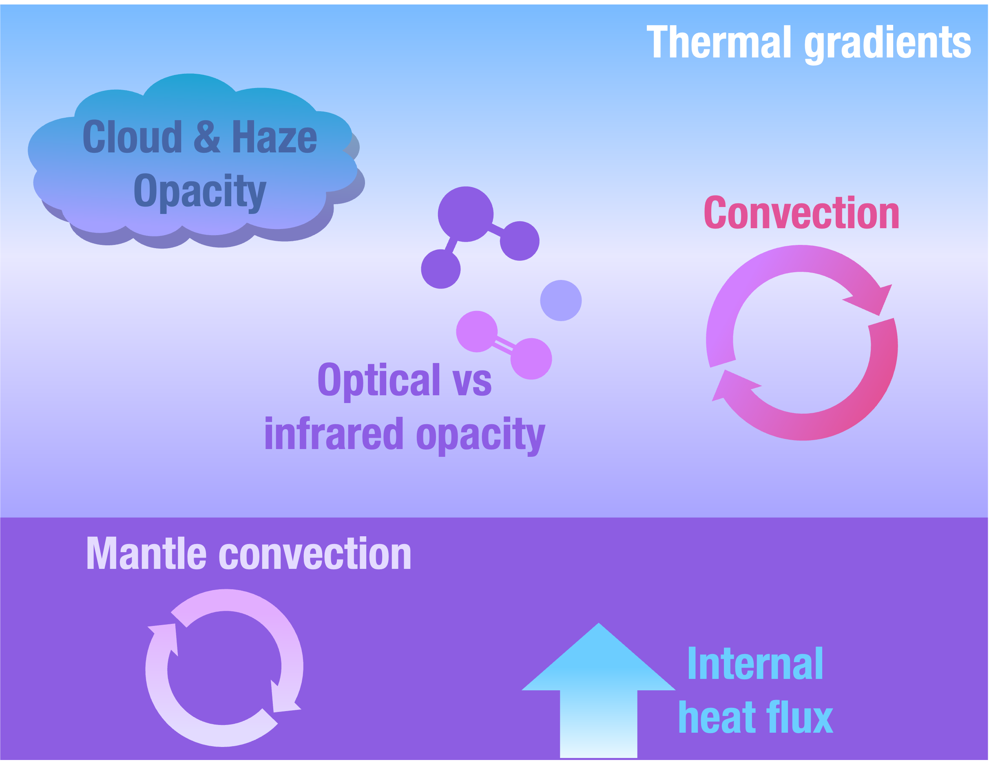 Thermal gradients
Cloud & Haze
Opacity
Convection
Optical vs
infrared opacity
Mantle convection
Internal
heat flux